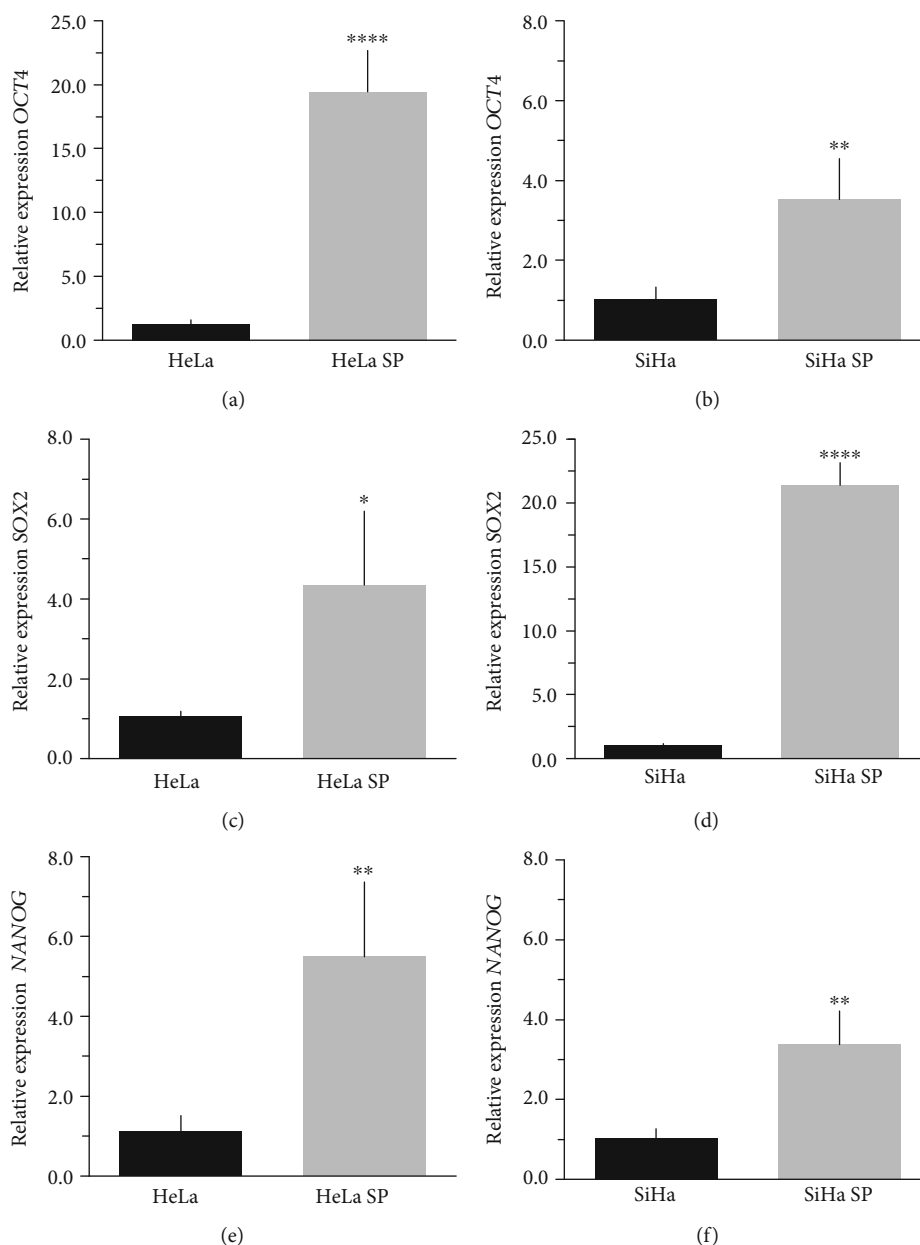 Relative expression OCT4
25.0
20.0
15.0
10.0
5.0
0.0
****
HeLa
HeLa SP
(a)
Relative expression OCT4
8.0
6.0
4.0
2.0
0.0
**
SiHa
SiHa SP
(b)
Relative expression SOX2
8.0
6.0
4.0
2.0
0.0
*
HeLa
HeLa SP
(c)
Relative expression SOX2
25.0
20.0
15.0
10.0
5.0
0.0
****
SiHa
SiHa SP
(d)
Relative expression NANOG
8.0
6.0
4.0
2.0
0.0
**
HeLa
HeLa SP
(e)
Relative expression NANOG
8.0
6.0
4.0
2.0
0.0
**
SiHa
SiHa SP
(f)